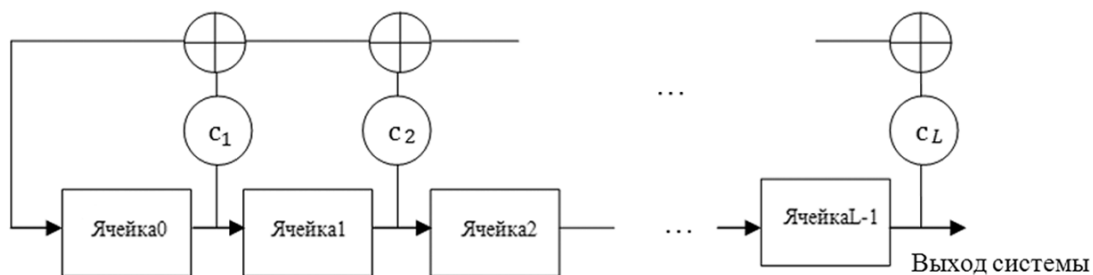 ...
c1 c2 cL
Ячейка0 Ячейка1 Ячейка2 ... ЯчейкаL-1
Выход системы